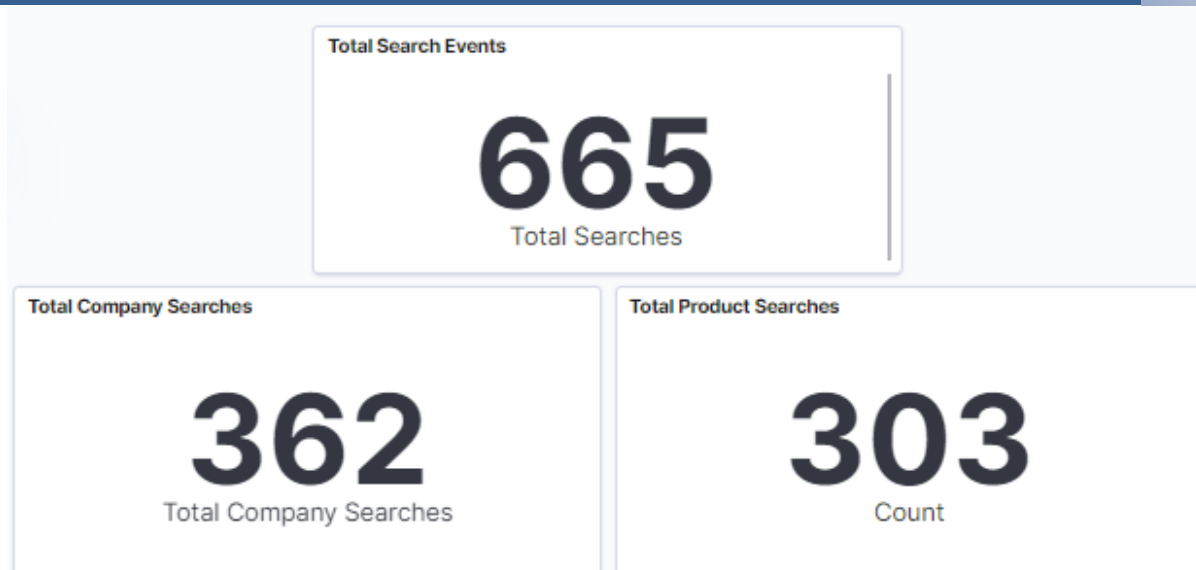 Total Search Events
665
Total Searches
Total Company Searches
362
Total Company Searches
Total Product Searches
303
Count